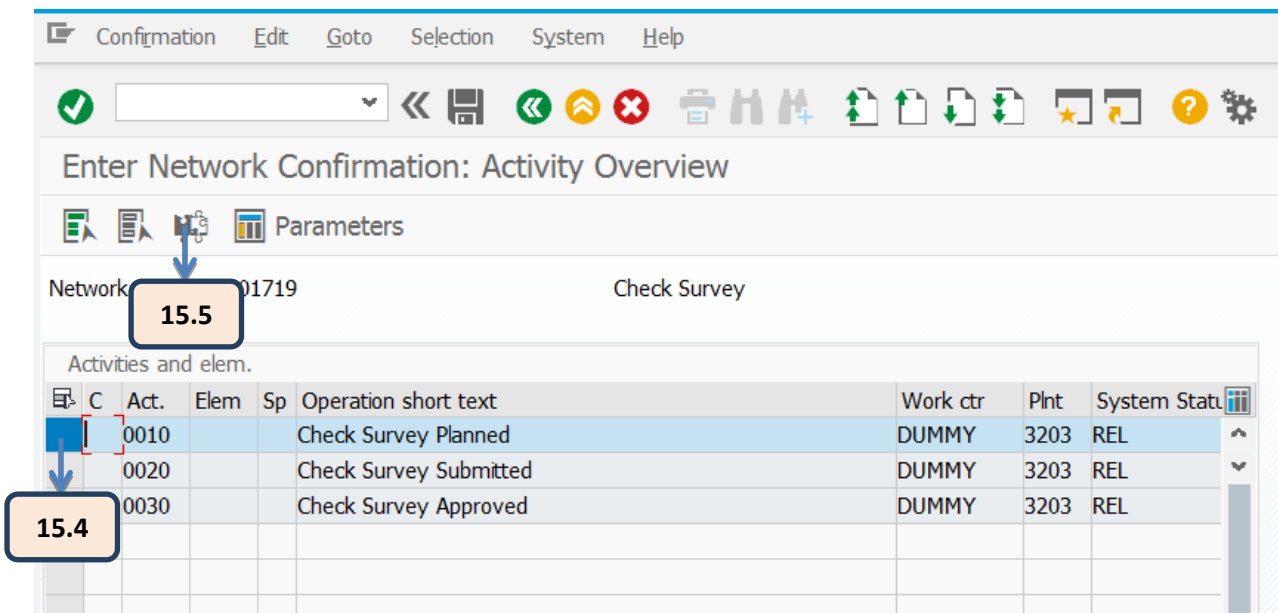 Confirmation Edit Goto Selection System Help
Enter Network Confirmation: Activity Overview
Parameters
Network 01719 Check Survey
15.5
Activities and elem.
C Act. Elem Sp Operation short text Work ctr Plnt System Statu
0010 Check Survey Planned DUMMY 3203 REL
0020 Check Survey Submitted DUMMY 3203 REL
0030 Check Survey Approved DUMMY 3203 REL
15.4